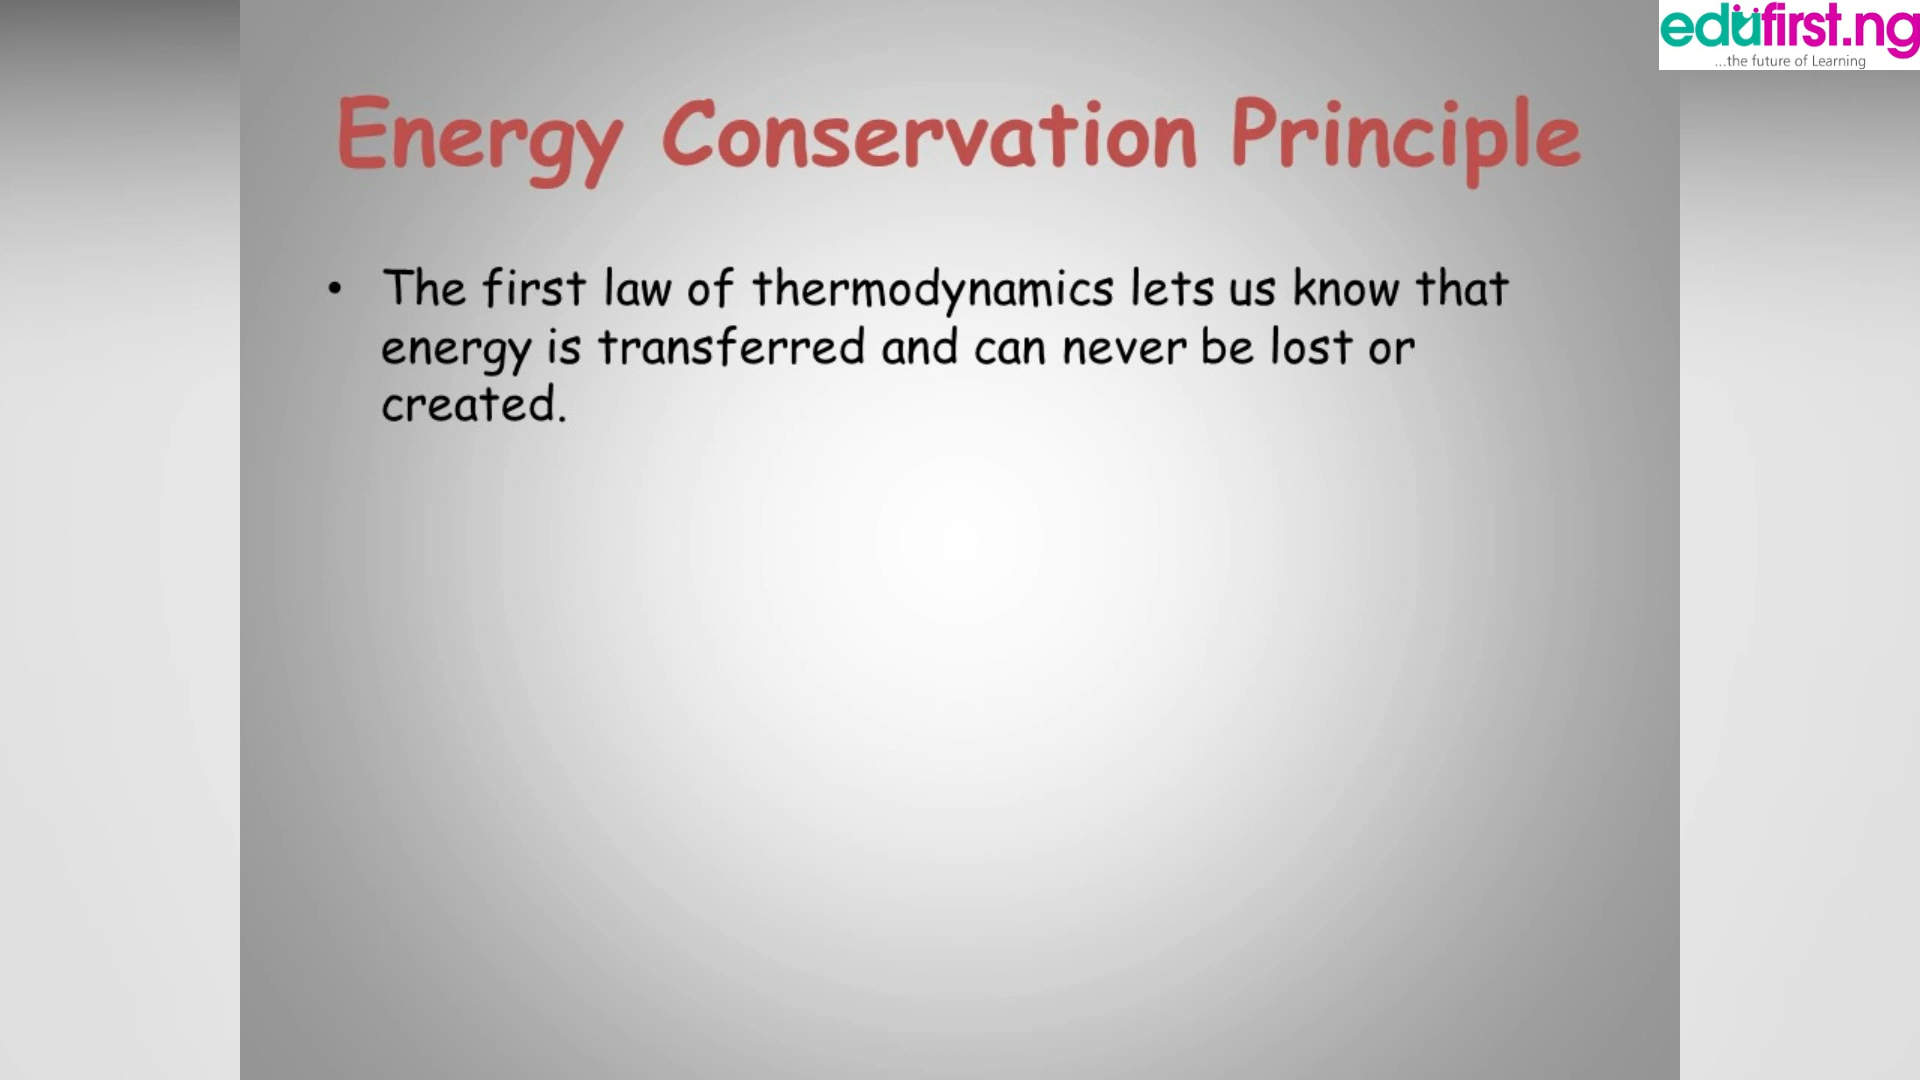 edufirst.ng
...the future of Learning
Energy Conservation Principle
• The first law of thermodynamics lets us know that
energy is transferred and can never be lost or
created.